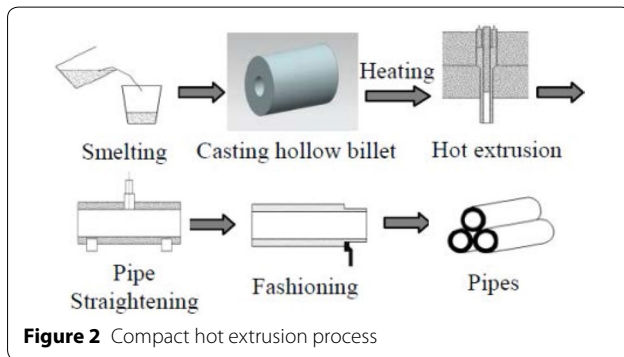 Heating
Smelting
Casting hollow billet
Hot extrusion
Pipe
Straightening
Fashioning
Pipes
Figure 2 Compact hot extrusion process